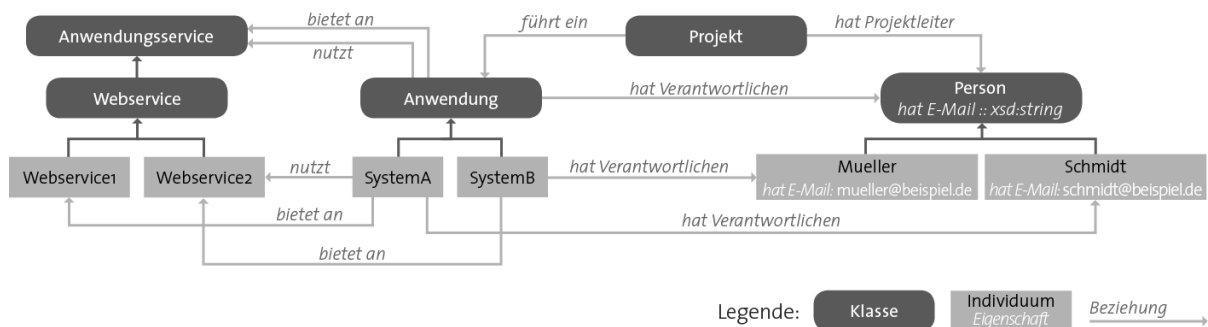 bietet an
führt ein
hat Projektleiter
Anwendungsservice
Projekt
nutzt
Webservice
Anwendung
hat Verantwortlichen
Person
hat E-Mail :: xsd:string
Webservice1
Webservice2
nutzt
SystemA
SystemB
hat Verantwortlichen
Mueller
hat E-Mail: mueller@beispiel.de
Schmidt
hat E-Mail: schmidt@beispiel.de
bietet an
hat Verantwortlichen
bietet an
Legende:
Klasse
Individuum
Eigenschaft
Beziehung